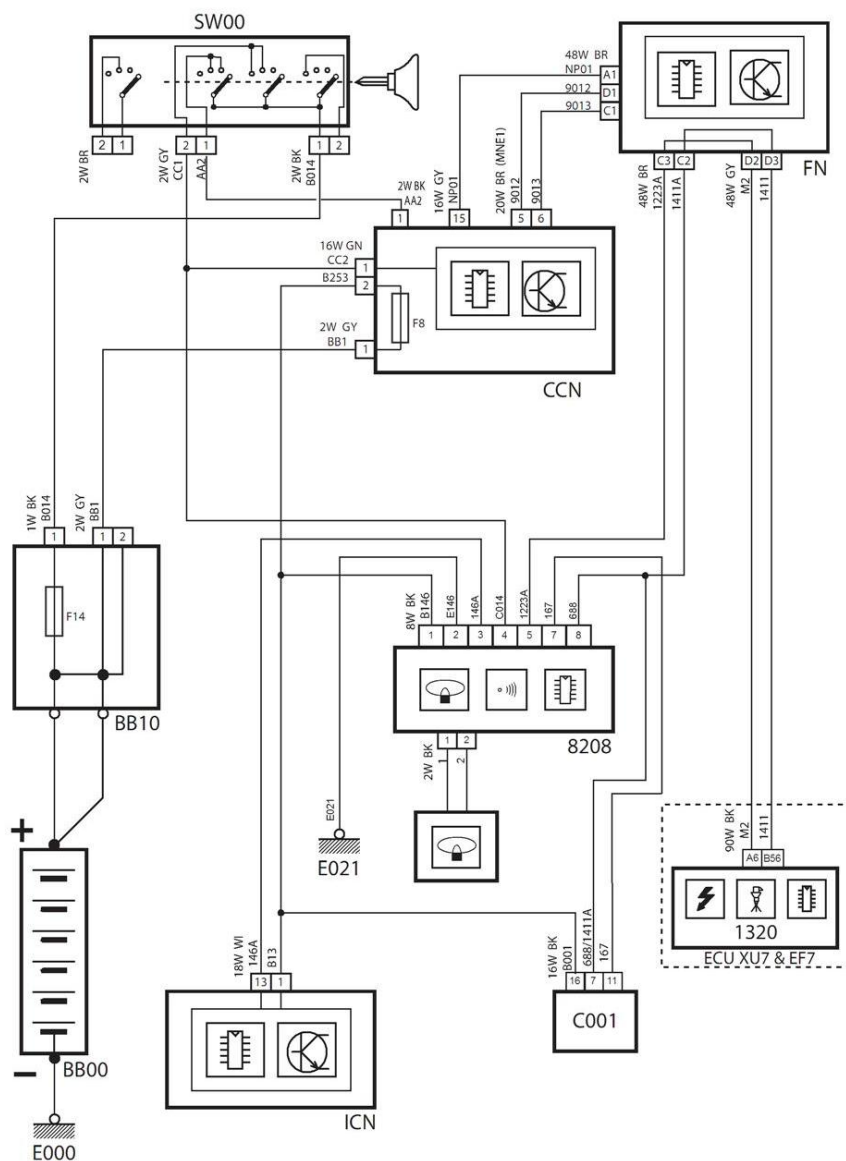 SW00
2 1
2 1
1 2
2W BR
2W GY
CC1
AA2
2W BK
B014
48W BR
NP01
A1
9012
D1
9013
C1
C3 C2
D2 D3
FN
48W BR
1223A
1411A
48W GY
M2
1411
2W BK
AA2
1
16W GY
NP01
15
20W BR (MNE1)
9012
9013
5 6
16W GN
CC2
1
B253
2
F8
2W GY
BB1
1
CCN
1W BK
B014
2W GY
BB1
1
1 2
F14
BB10
8W BK
B146
E146
146A
C014
1223A
167
688
1 2 3 4 5 7 8
8208
1 2
2W BK
1
2
E021
E021
+
−
BB00
E000
90W BK
M2
1411
A6 B56
1320
ECU XU7 & EF7
18W WI
146A
B13
13 1
ICN
16W BK
B001
688/1411A
167
16 7 11
C001